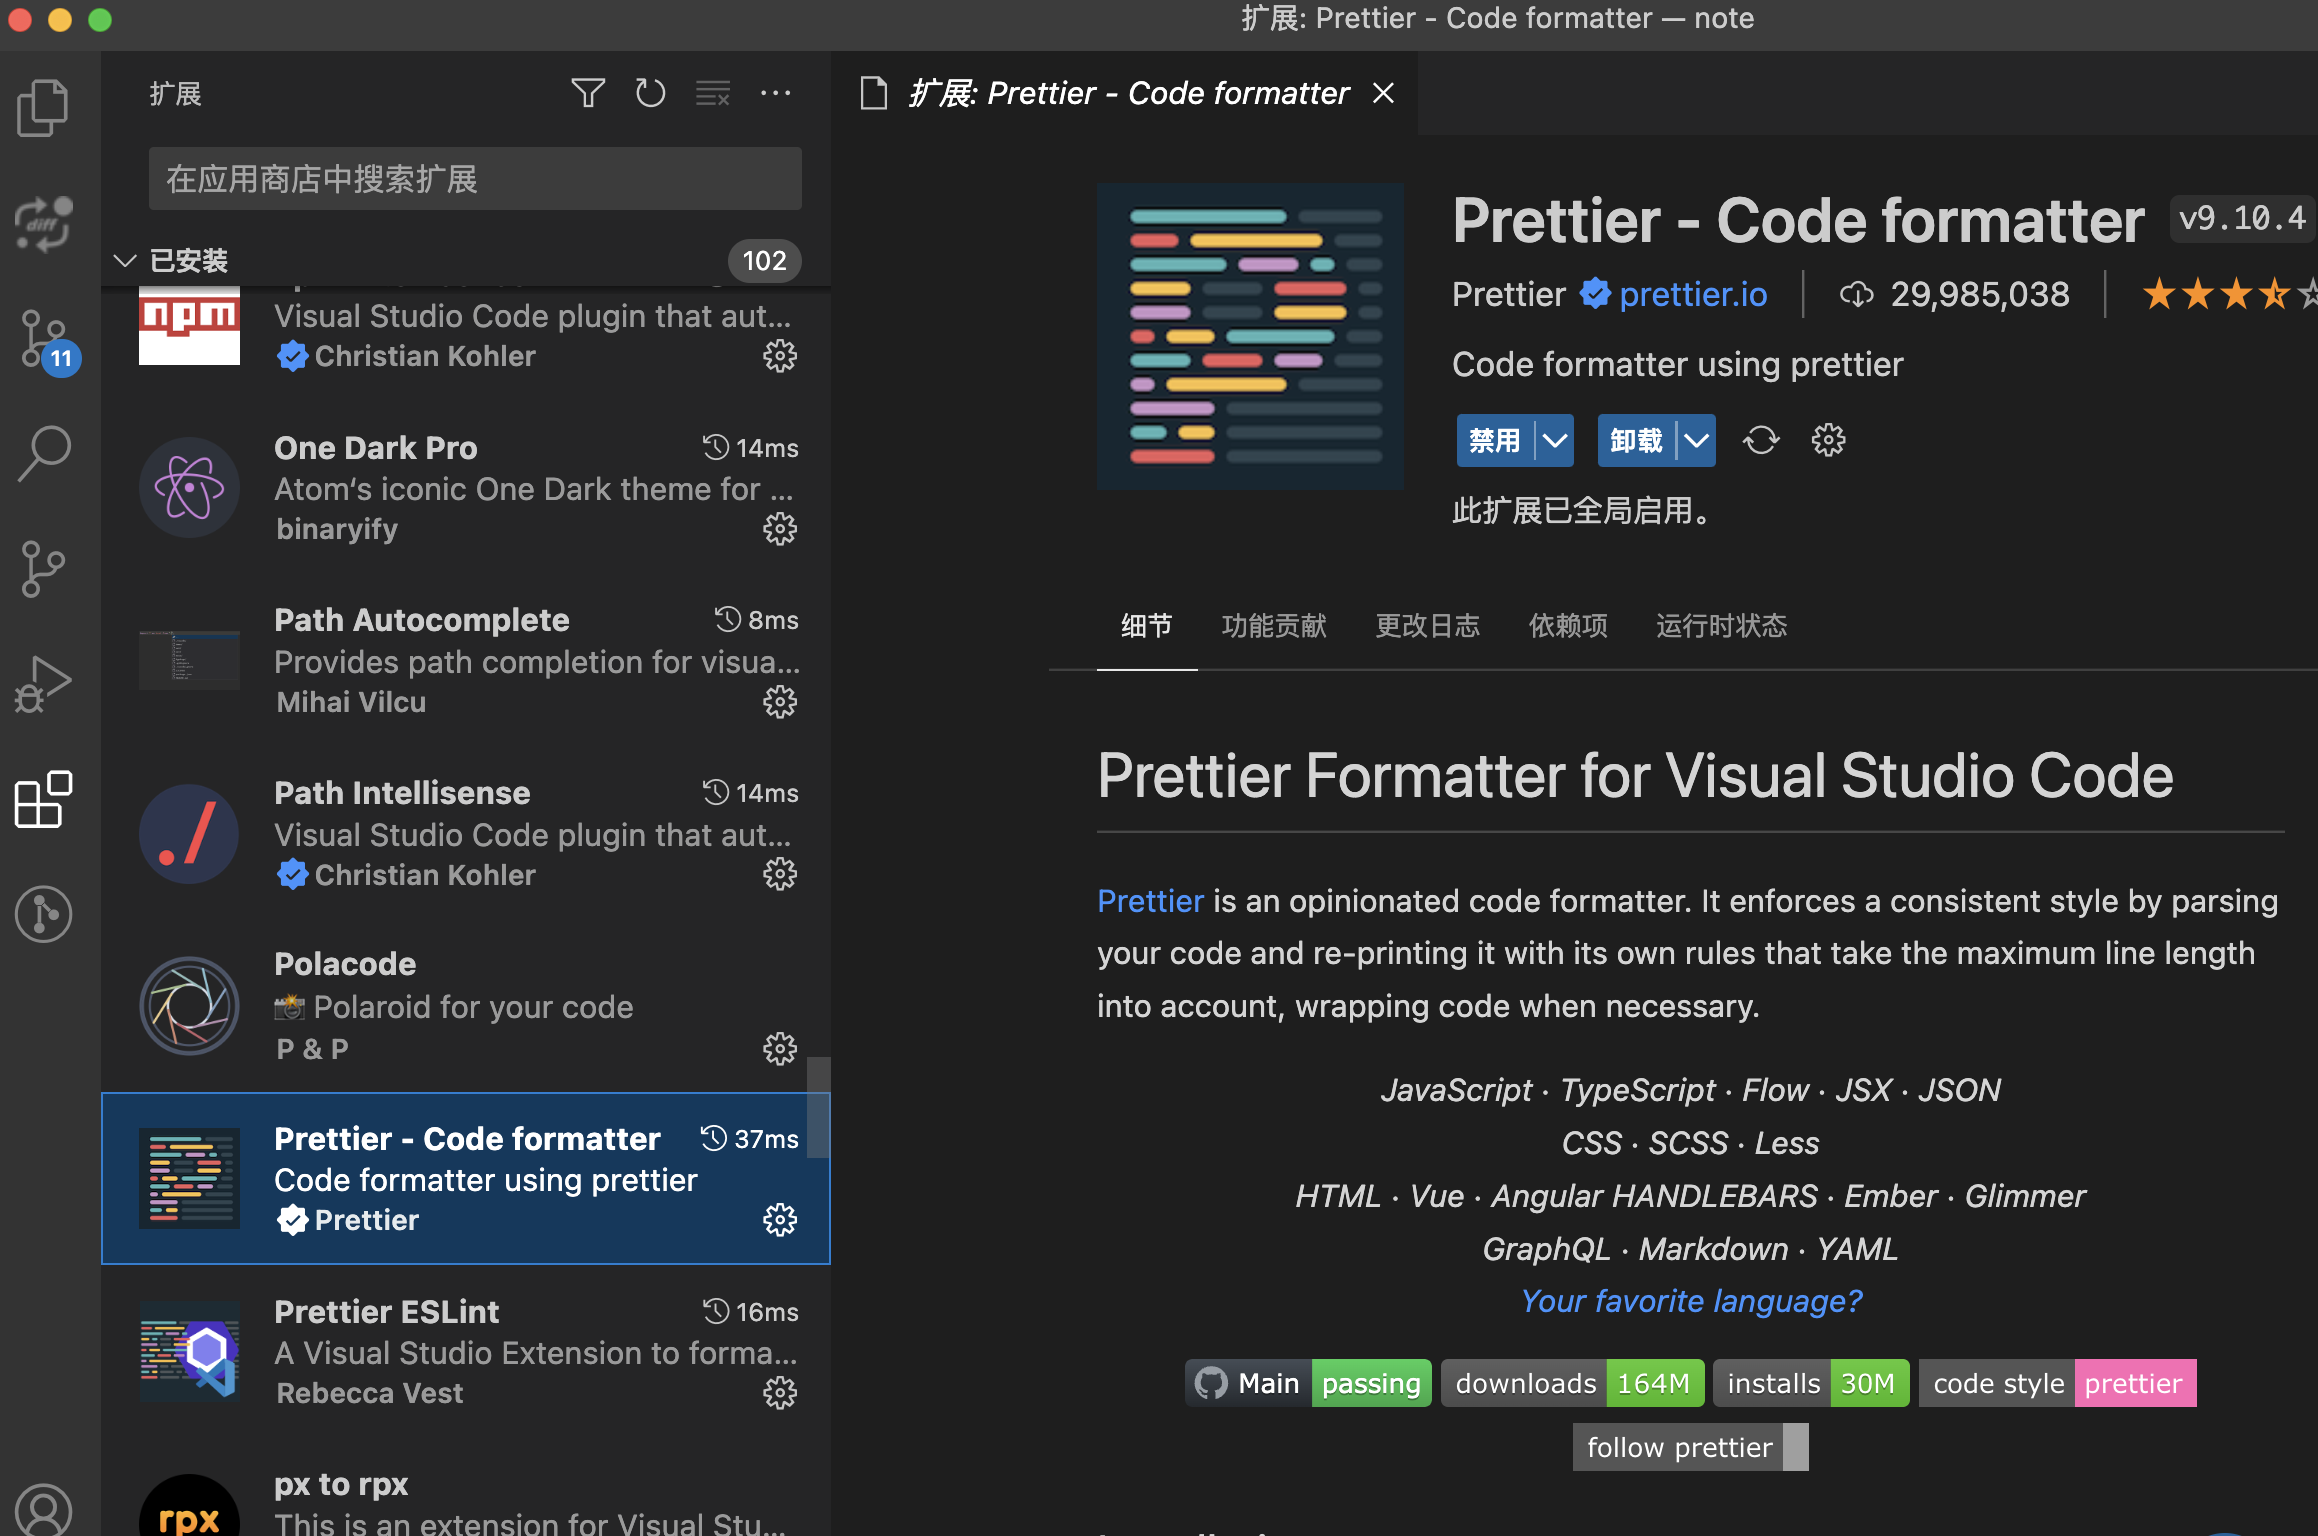 扩展: Prettier - Code formatter — note
扩展
在应用商店中搜索扩展
已安装
102
npm
Visual Studio Code plugin that aut...
Christian Kohler
One Dark Pro
14ms
Atom's iconic One Dark theme for ...
binaryify
Path Autocomplete
8ms
Provides path completion for visua...
Mihai Vilcu
Path Intellisense
14ms
Visual Studio Code plugin that aut...
Christian Kohler
Polacode
Polaroid for your code
P & P
Prettier - Code formatter
37ms
Code formatter using prettier
Prettier
Prettier ESLint
16ms
A Visual Studio Extension to forma...
Rebecca Vest
px to rpx
rpx
This is an extension for Visual Stu...
diff
11
扩展: Prettier - Code formatter
Prettier - Code formatter
v9.10.4
Prettier prettier.io
29,985,038
Code formatter using prettier
禁用
卸载
此扩展已全局启用。
细节 功能贡献 更改日志 依赖项 运行时状态
Prettier Formatter for Visual Studio Code
Prettier is an opinionated code formatter. It enforces a consistent style by parsing
your code and re-printing it with its own rules that take the maximum line length
into account, wrapping code when necessary.
JavaScript · TypeScript · Flow · JSX · JSON
CSS · SCSS · Less
HTML · Vue · Angular HANDLEBARS · Ember · Glimmer
GraphQL · Markdown · YAML
Your favorite language?
Main passing downloads 164M installs 30M code style prettier
follow prettier